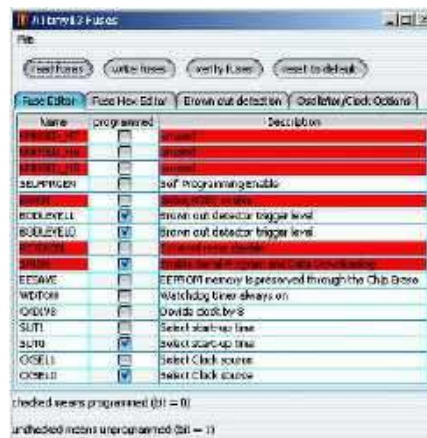 ATtiny13 Fuses
File
read fuses write fuses verify fuses reset to default
Fuse Editor Fuse Hex Editor Brown out detection Oscillator/Clock Options
Name programmed Description
unused
unused
unused
SELFPRGEN Self Programming Enable
BODLEVEL1 Brown out detector trigger level
BODLEVEL0 Brown out detector trigger level
SPIEN Enable Serial Program and Data Downloading
EESAVE EEPROM memory is preserved through the Chip Erase
WDTON Watchdog timer always on
CKDIV8 Devide clock by 8
SUT1 Select start-up time
SUT0 Select start-up time
CKSEL1 Select Clock source
CKSEL0 Select Clock source
checked means programmed (bit = 0)
unchecked means unprogrammed (bit = 1)